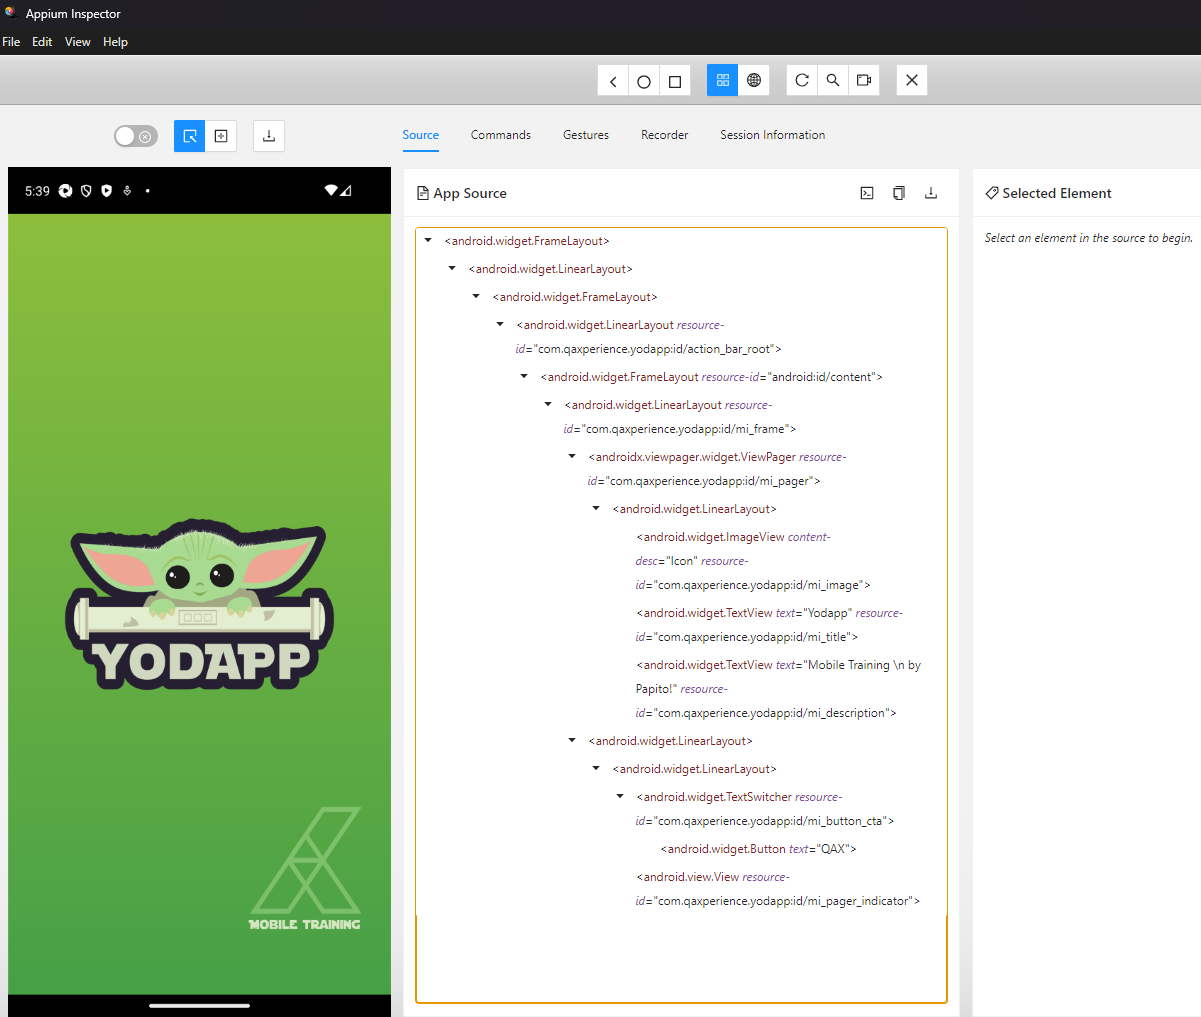 Appium Inspector
File Edit View Help
Source Commands Gestures Recorder Session Information
5:39
YODAPP
MOBILE TRAINING
App Source
<android.widget.FrameLayout>
<android.widget.LinearLayout>
<android.widget.FrameLayout>
<android.widget.LinearLayout resource-
id="com.qaxperience.yodapp:id/action_bar_root">
<android.widget.FrameLayout resource-id="android:id/content">
<android.widget.LinearLayout resource-
id="com.qaxperience.yodapp:id/mi_frame">
<androidx.viewpager.widget.ViewPager resource-
id="com.qaxperience.yodapp:id/mi_pager">
<android.widget.LinearLayout>
<android.widget.ImageView content-
desc="Icon" resource-
id="com.qaxperience.yodapp:id/mi_image">
<android.widget.TextView text="Yodapp" resource-
id="com.qaxperience.yodapp:id/mi_title">
<android.widget.TextView text="Mobile Training \n by
Papito!" resource-
id="com.qaxperience.yodapp:id/mi_description">
<android.widget.LinearLayout>
<android.widget.LinearLayout>
<android.widget.TextSwitcher resource-
id="com.qaxperience.yodapp:id/mi_button_cta">
<android.widget.Button text="QAX">
<android.view.View resource-
id="com.qaxperience.yodapp:id/mi_pager_indicator">
Selected Element
Select an element in the source to begin.